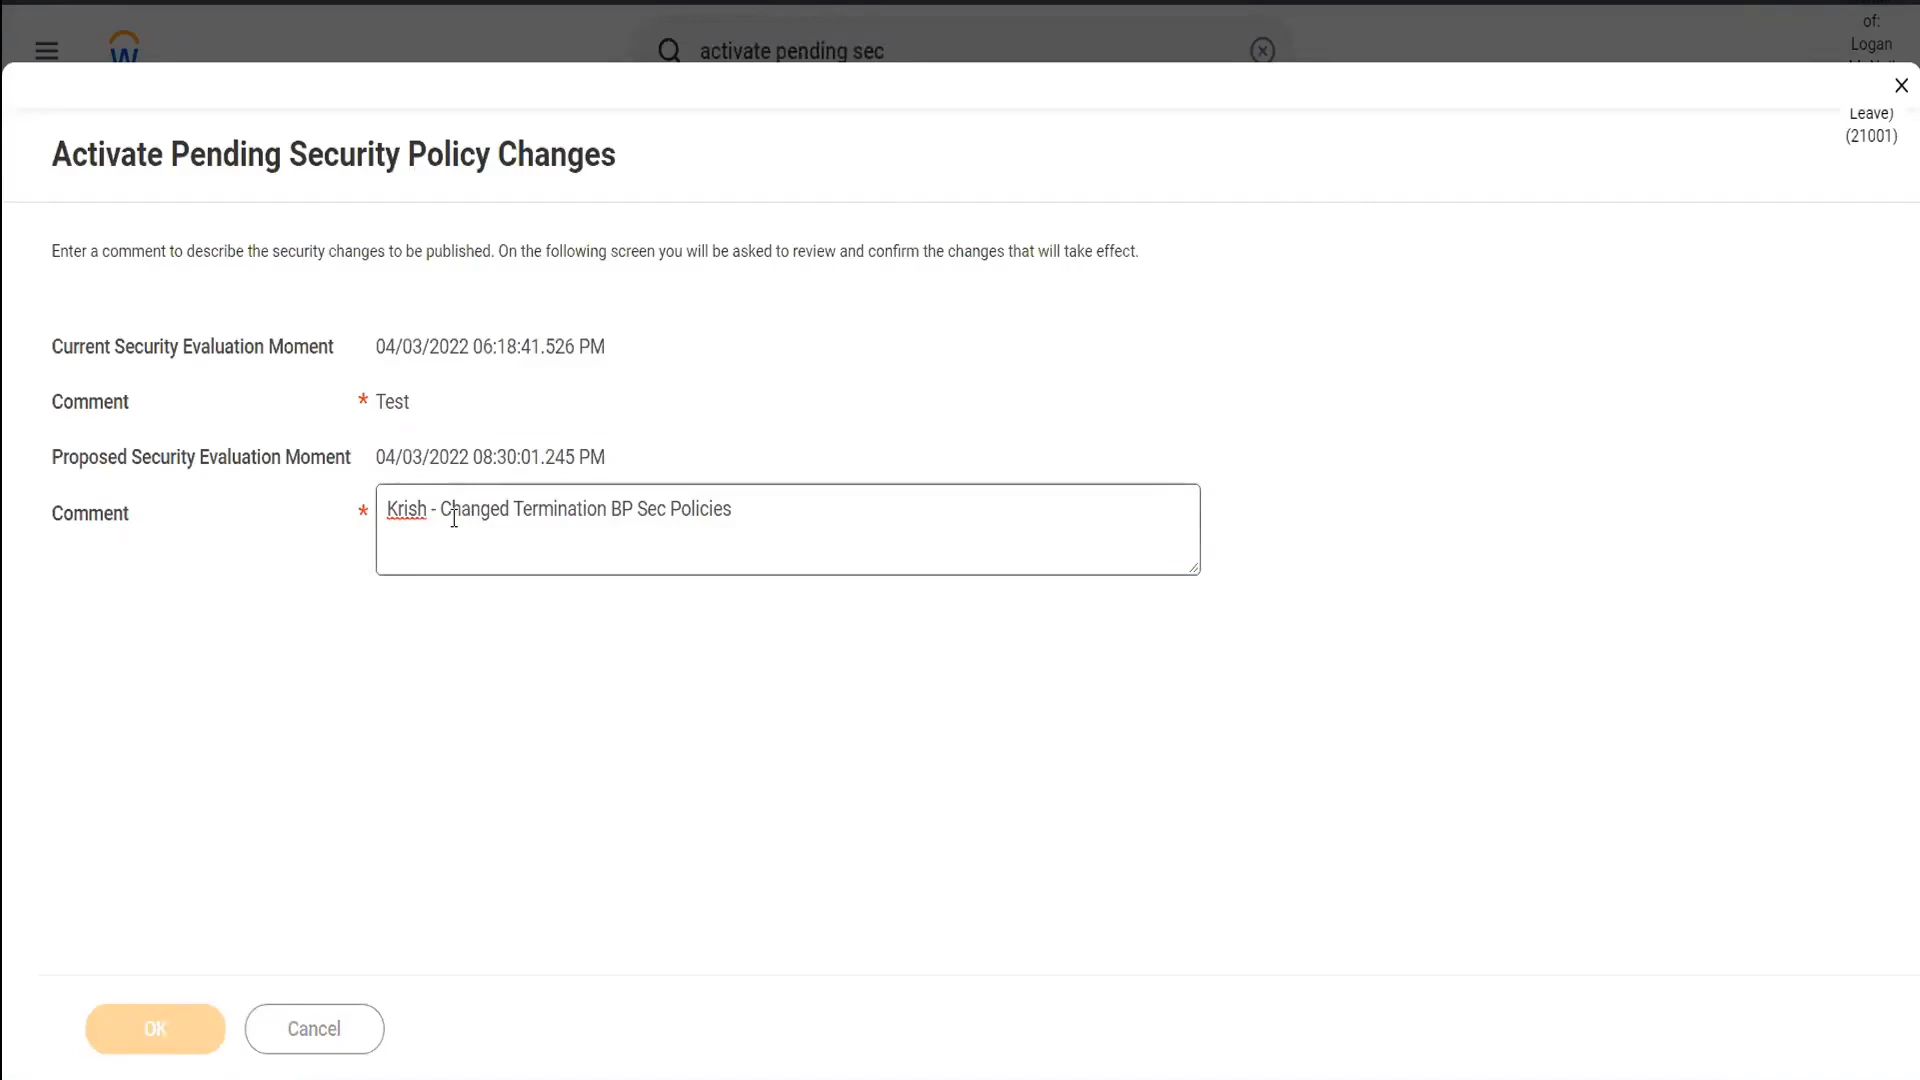 of:
Logan
activate pending sec
Leave)
(21001)
Activate Pending Security Policy Changes
Enter a comment to describe the security changes to be published. On the following screen you will be asked to review and confirm the changes that will take effect.
Current Security Evaluation Moment 04/03/2022 06:18:41.526 PM
Comment * Test
Proposed Security Evaluation Moment 04/03/2022 08:30:01.245 PM
Comment * Krish - Changed Termination BP Sec Policies
OK Cancel